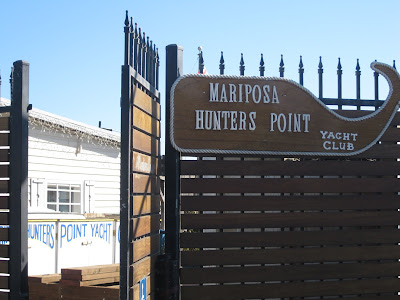 MARIPOSA
HUNTERS POINT
YACHT
CLUB
HUNTERS POINT YACHT